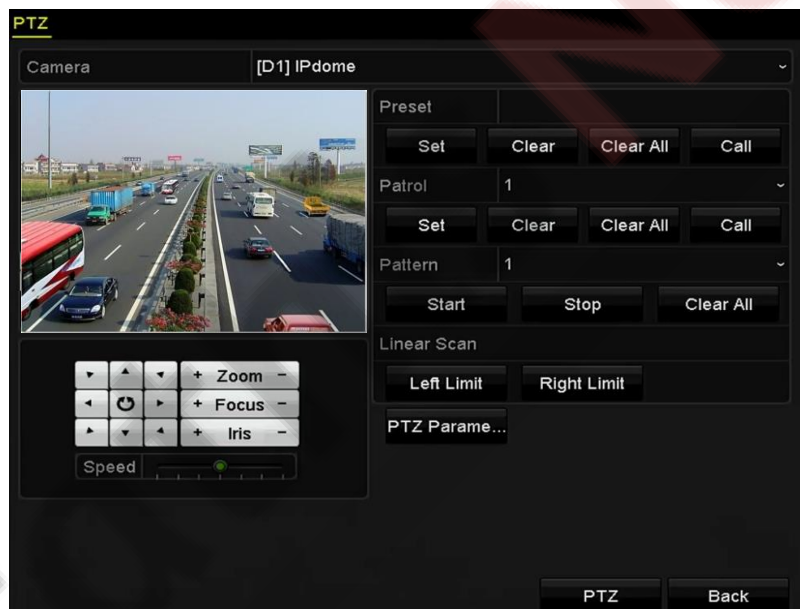 PTZ
Camera [D1] IPdome
Preset
Set Clear Clear All Call
Patrol 1
Set Clear Clear All Call
Pattern 1
Start Stop Clear All
Linear Scan
Left Limit Right Limit
PTZ Parame...
+ Zoom -
+ Focus -
+ Iris -
Speed
PTZ Back